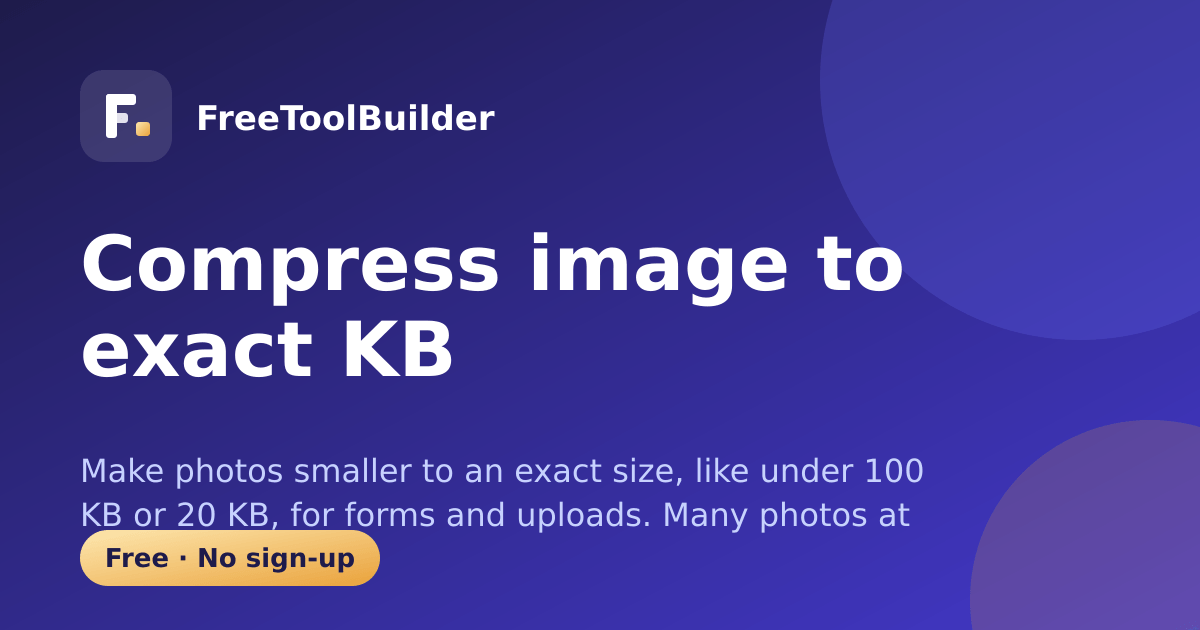 FreeToolBuilder
Compress image to
exact KB
Make photos smaller to an exact size, like under 100
KB or 20 KB, for forms and uploads. Many photos at
Free · No sign-up